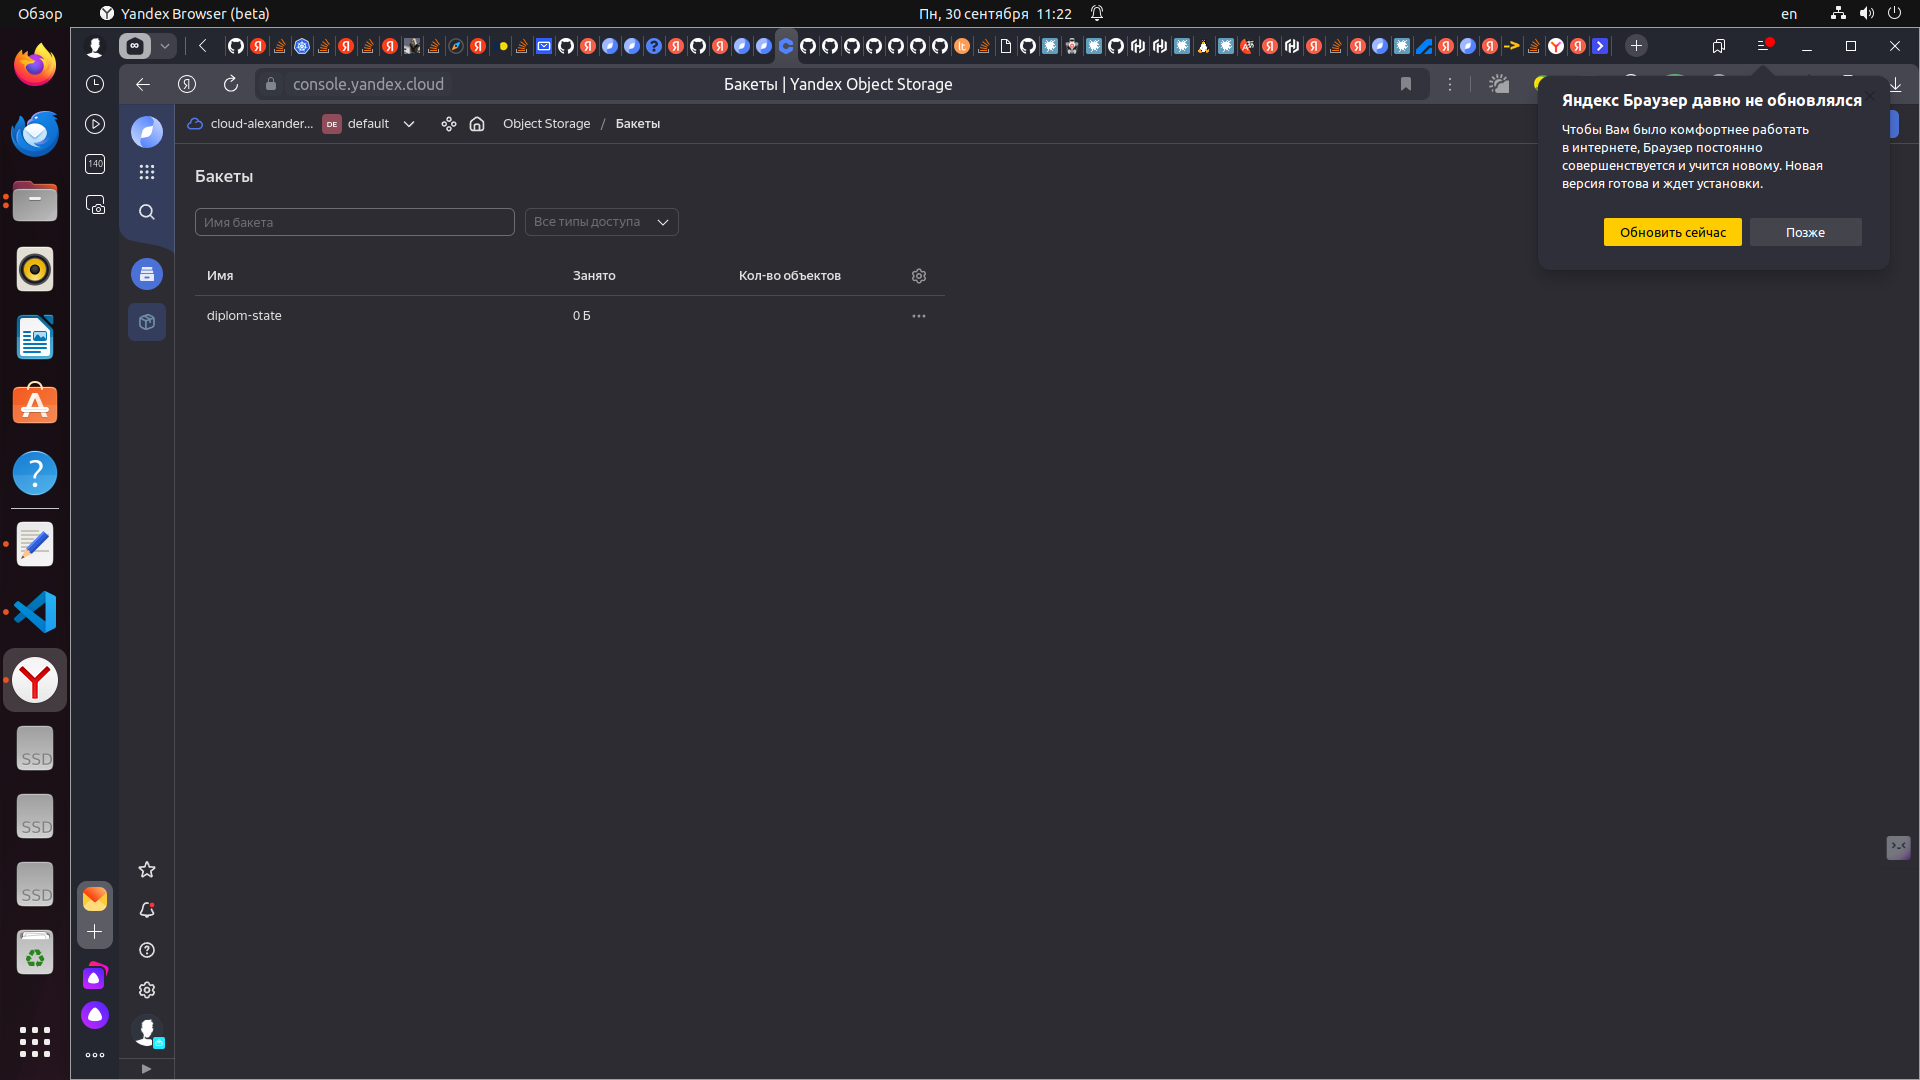 Обзор
Yandex Browser (beta)
Пн, 30 сентября 11:22
en
console.yandex.cloud
Бакеты | Yandex Object Storage
140
cloud-alexander...
DE
default
Object Storage / Бакеты
Яндекс Браузер давно не обновлялся
Чтобы Вам было комфортнее работать
в интернете, Браузер постоянно
совершенствуется и учится новому. Новая
версия готова и ждет установки.
Обновить сейчас
Позже
Бакеты
Имя бакета
Все типы доступа
Имя
Занято
Кол-во объектов
diplom-state
0 Б
SSD
SSD
SSD